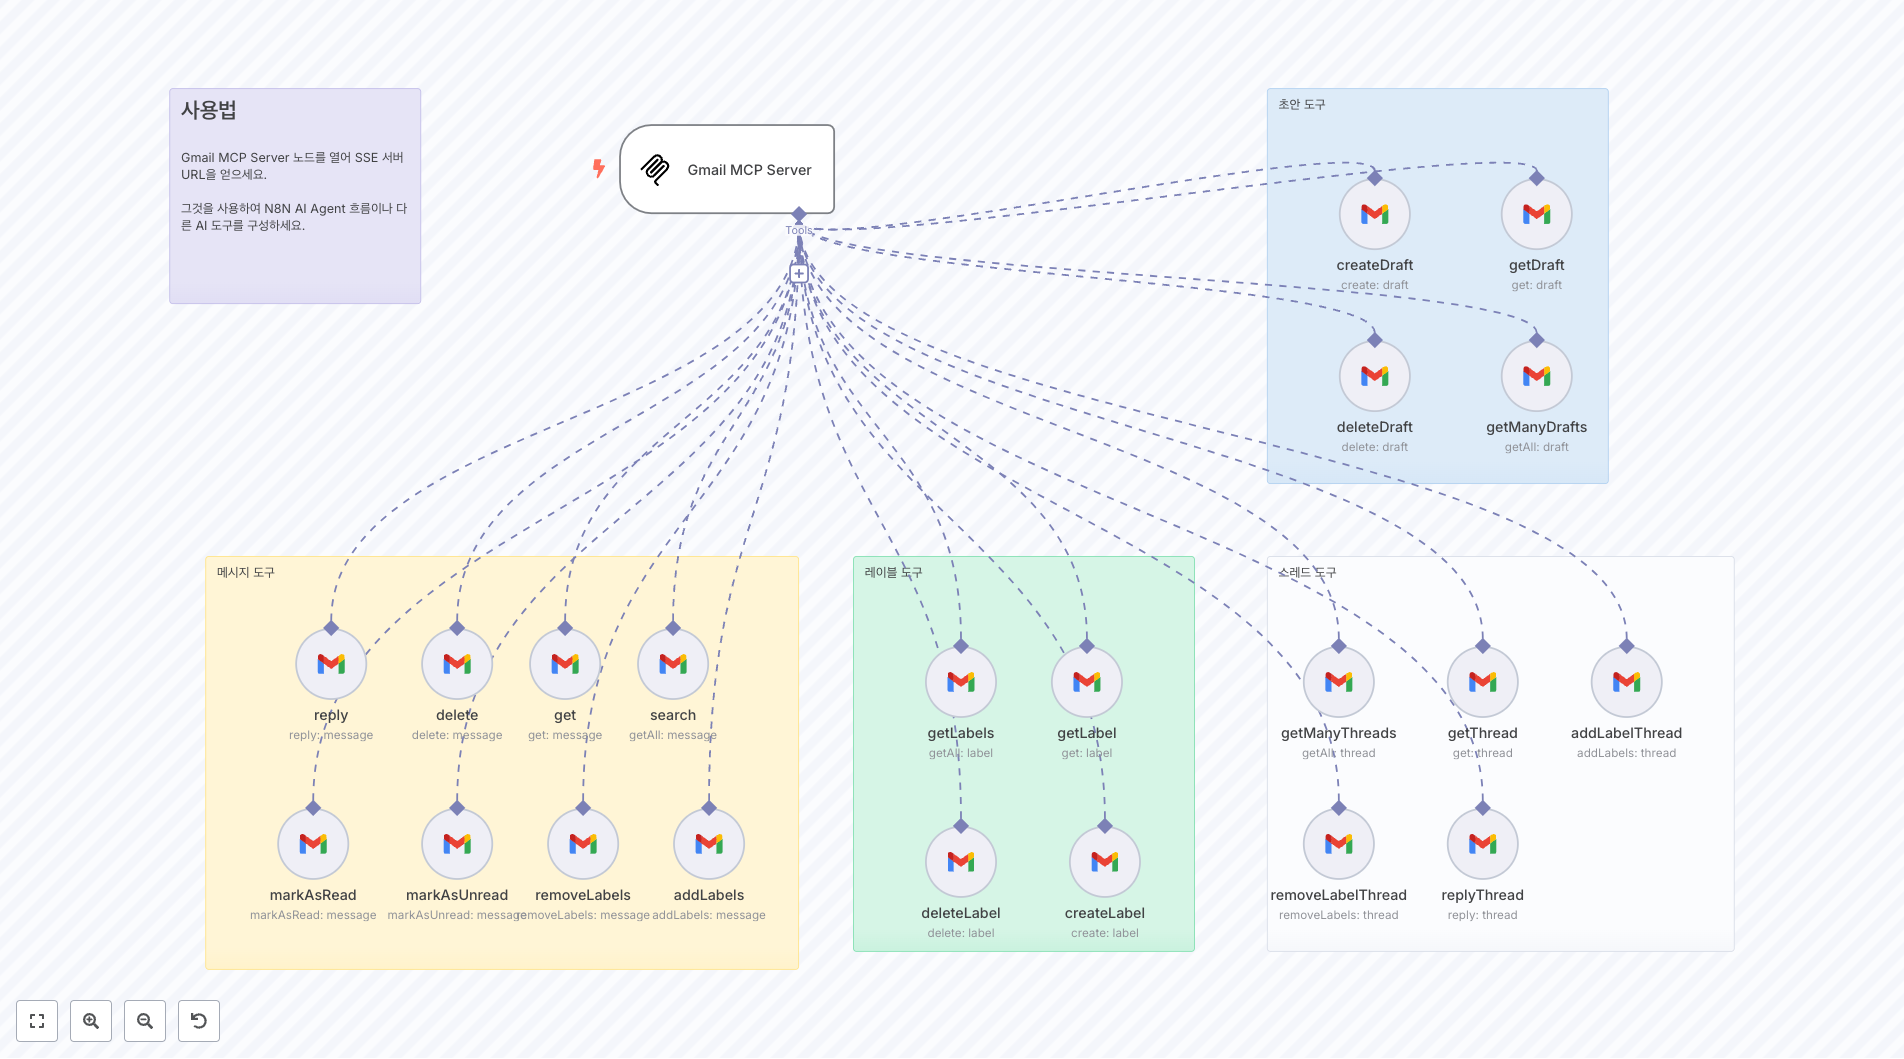 사용법
Gmail MCP Server 노드를 열어 SSE 서버
URL을 얻으세요.
그것을 사용하여 N8N AI Agent 흐름이나 다
른 AI 도구를 구성하세요.
Gmail MCP Server
Tools
초안 도구
createDraft
create: draft
getDraft
get: draft
deleteDraft
delete: draft
getManyDrafts
getAll: draft
메시지 도구
reply
reply: message
delete
delete: message
get
get: message
search
getAll: message
markAsRead
markAsRead: message
markAsUnread
markAsUnread: message
removeLabels
removeLabels: message
addLabels
addLabels: message
레이블 도구
getLabels
getAll: label
getLabel
get: label
deleteLabel
delete: label
createLabel
create: label
스레드 도구
getManyThreads
getAll: thread
getThread
get: thread
addLabelThread
addLabels: thread
removeLabelThread
removeLabels: thread
replyThread
reply: thread